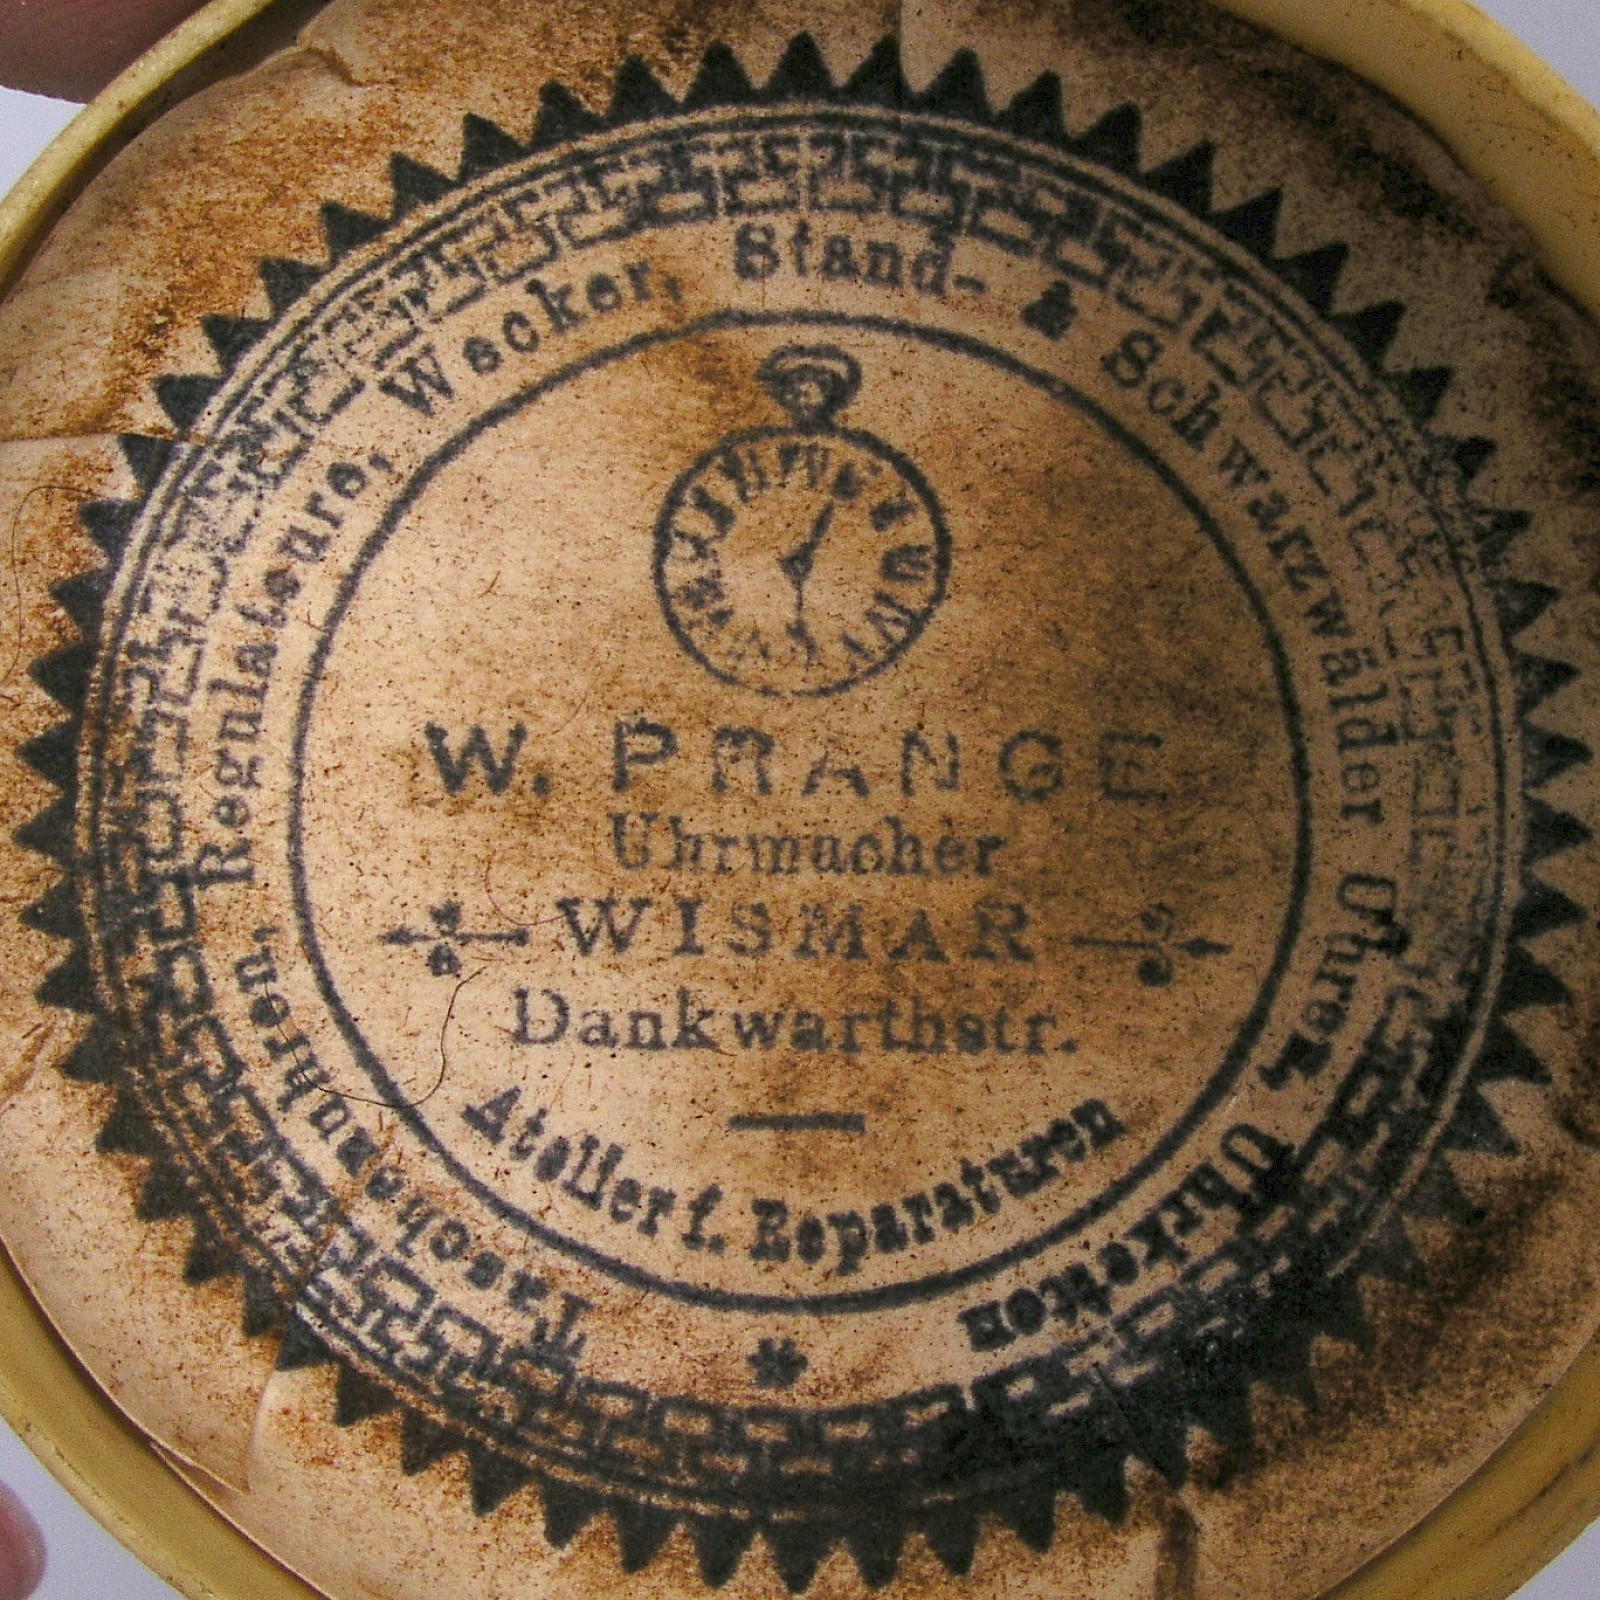 Taschenuhren, Regulateure, Wecker, Stand- & Schwarzwälder Uhren, Uhrketten
W. PRANGE
Uhrmacher
WISMAR
Dankwarthstr.
Atelier f. Reparaturen